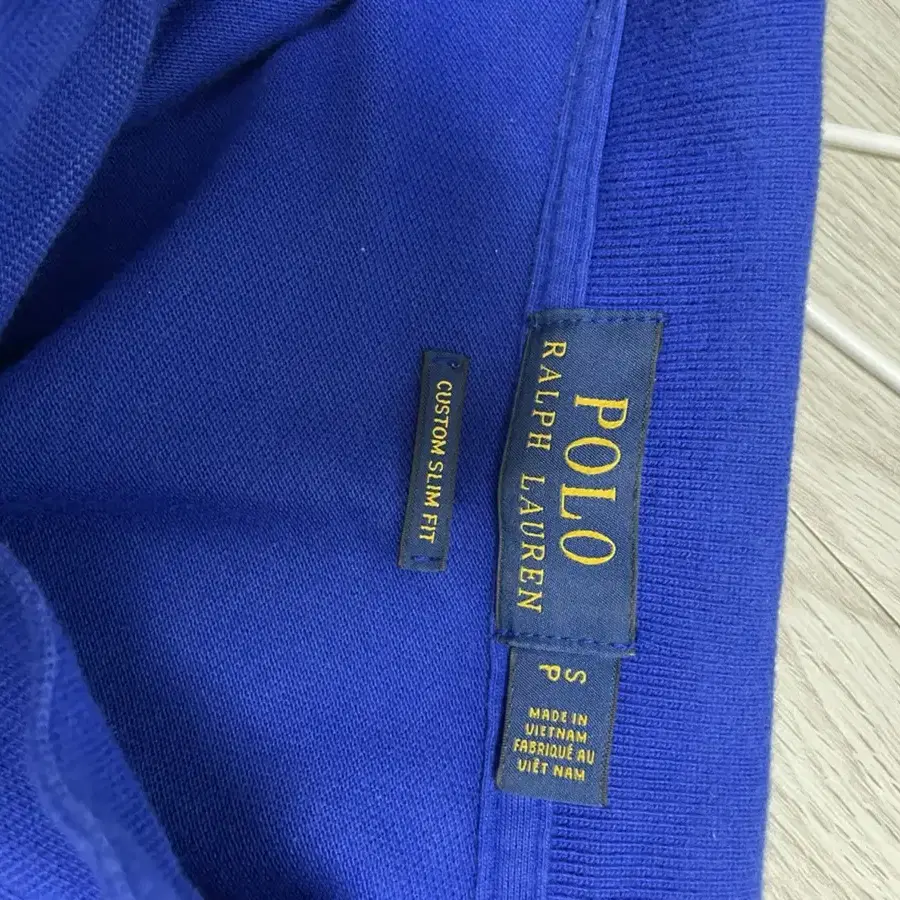 POLO
RALPH LAUREN
CUSTOM SLIM FIT
S
P
MADE IN
VIETNAM
FABRIQUÉ AU
VIÊT NAM